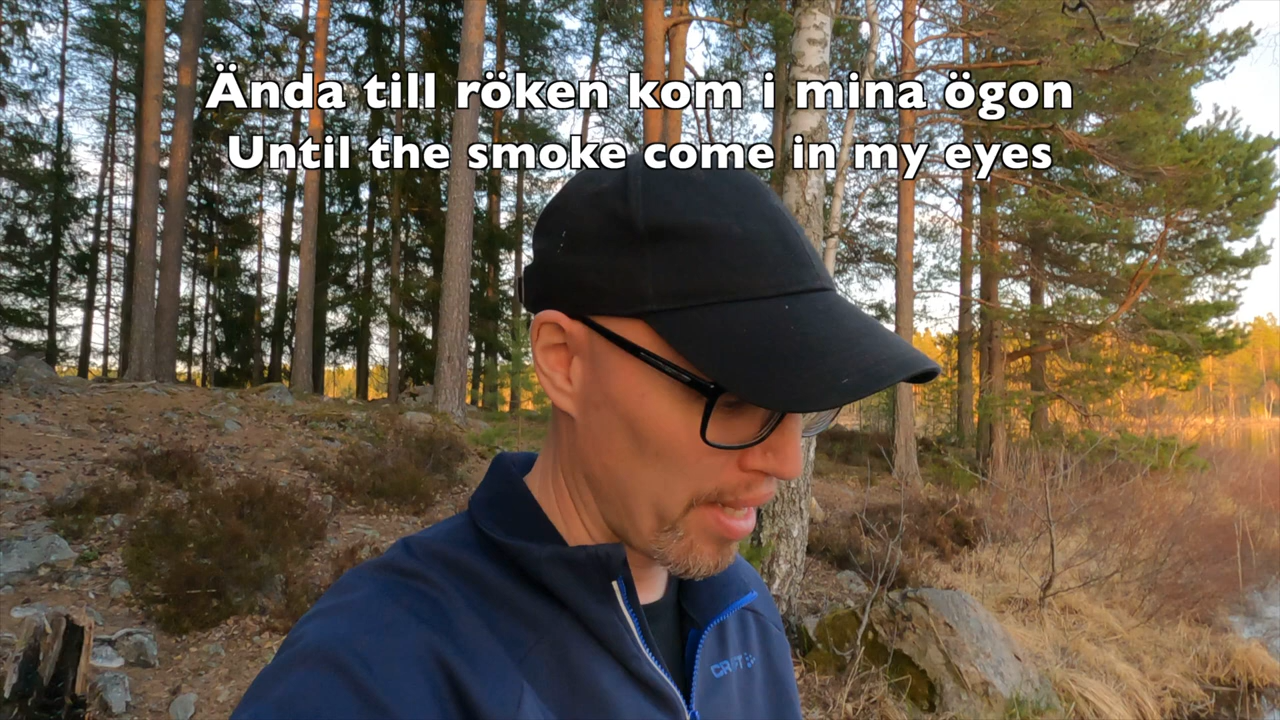 Ända till röken kom i mina ögon
Until the smoke come in my eyes
CRAFT